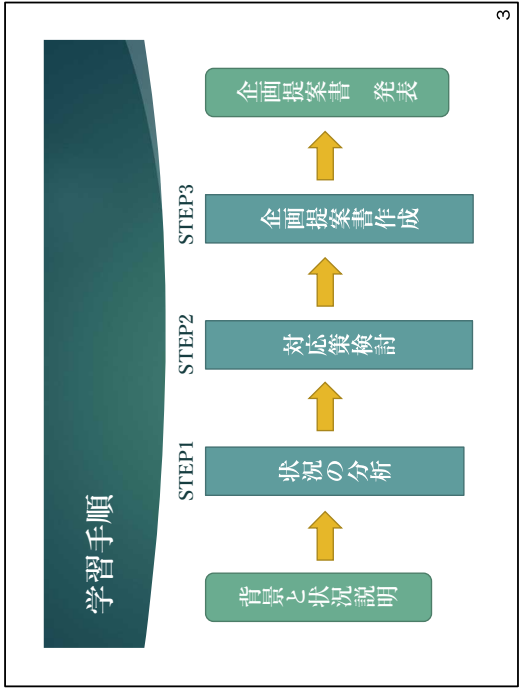 学習手順
背景と状況説明
STEP1
状況の分析
STEP2
対応策検討
STEP3
企画提案書作成
企画提案書　発表
3